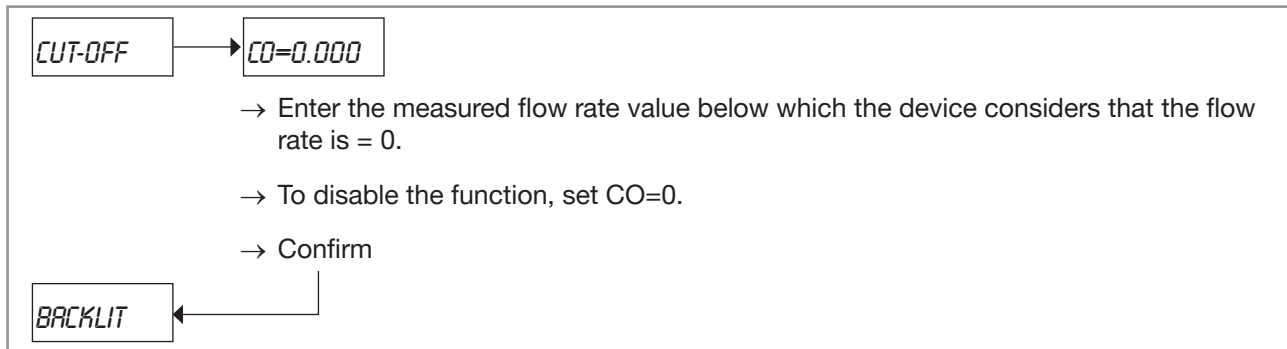 CUT-OFF
CO=0.000
→ Enter the measured flow rate value below which the device considers that the flow
rate is = 0.
→ To disable the function, set CO=0.
→ Confirm
BACKLIT